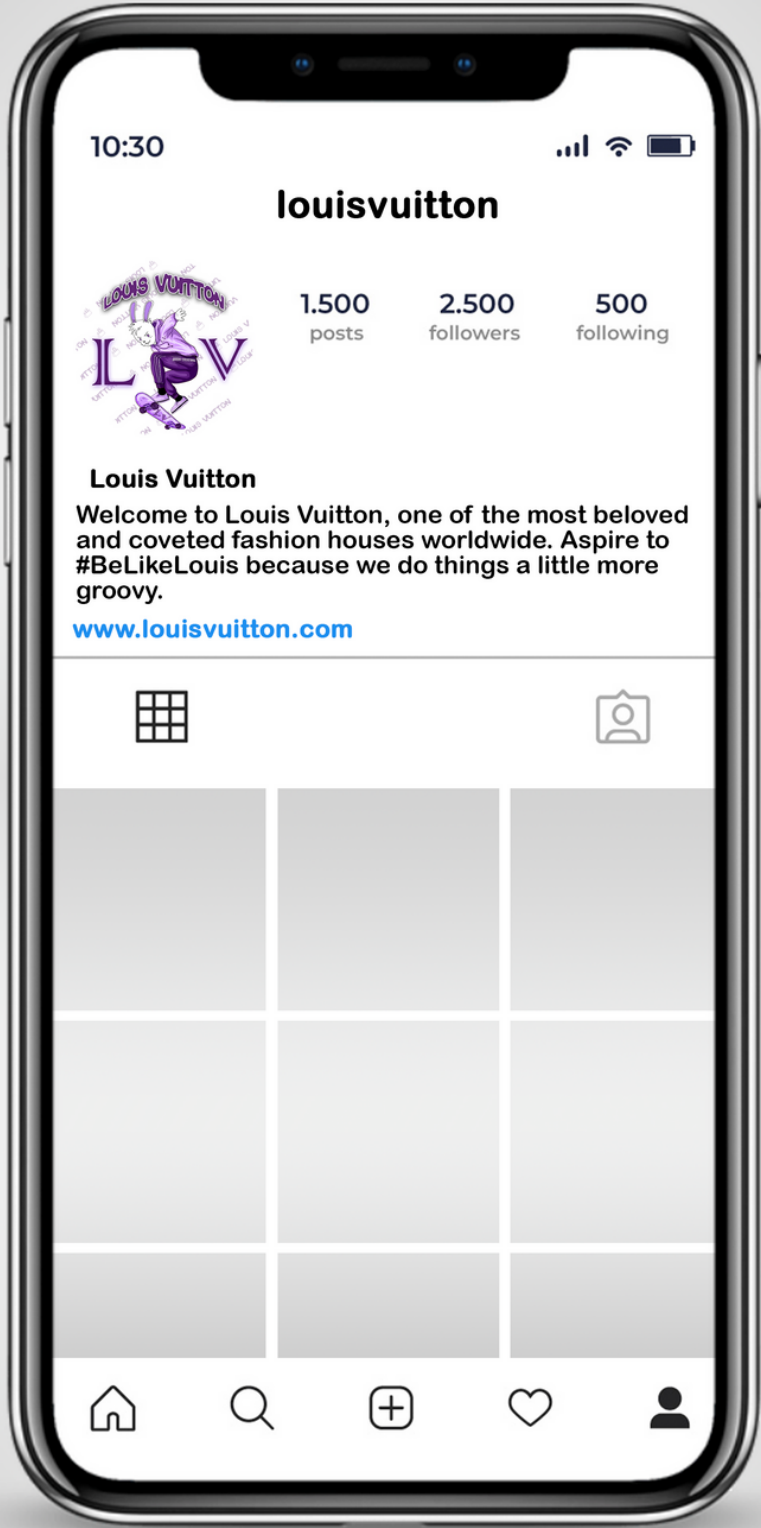 10:30
louisvuitton
LOUIS VUITTON
L V
1.500 2.500 500
posts followers following
Louis Vuitton
Welcome to Louis Vuitton, one of the most beloved
and coveted fashion houses worldwide. Aspire to
#BeLikeLouis because we do things a little more
groovy.
www.louisvuitton.com